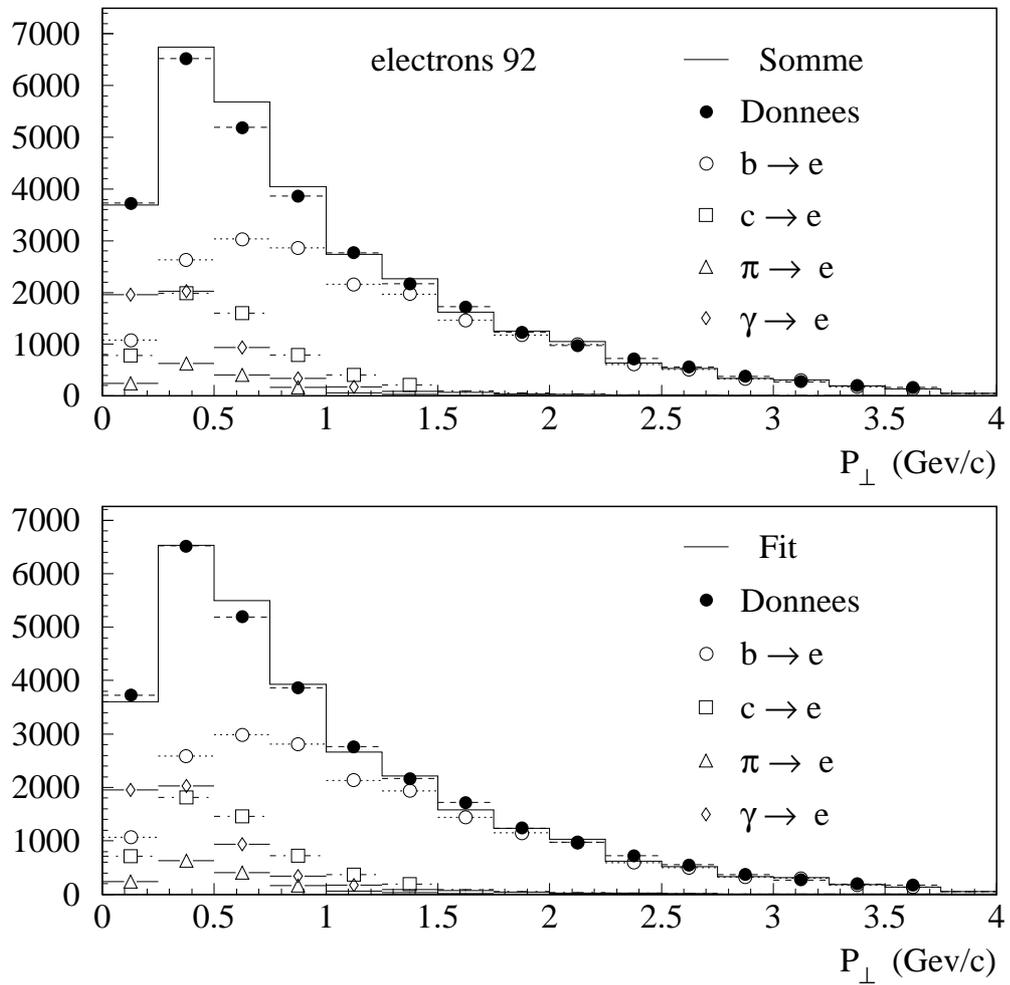 7000
6000
5000
4000
3000
2000
1000
0
electrons 92
Somme
Donnees
b → e
c → e
π → e
γ → e
0 0.5 1 1.5 2 2.5 3 3.5 4
P⊥ (Gev/c)
7000
6000
5000
4000
3000
2000
1000
0
Fit
Donnees
b → e
c → e
π → e
γ → e
0 0.5 1 1.5 2 2.5 3 3.5 4
P⊥ (Gev/c)